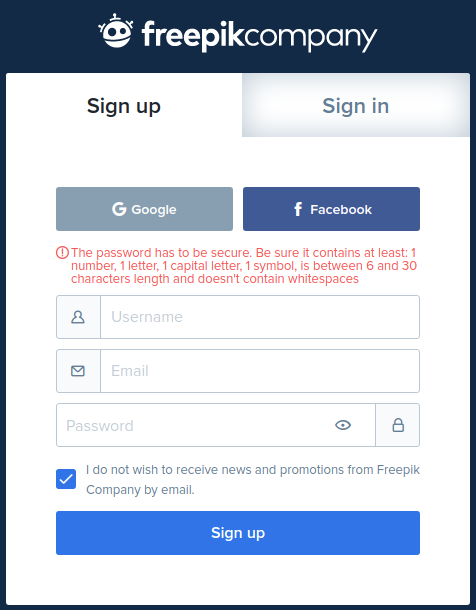 freepikcompany
Sign up
Sign in
Google
Facebook
The password has to be secure. Be sure it contains at least: 1
number, 1 letter, 1 capital letter, 1 symbol, is between 6 and 30
characters length and doesn't contain whitespaces
Username
Email
Password
I do not wish to receive news and promotions from Freepik
Company by email.
Sign up